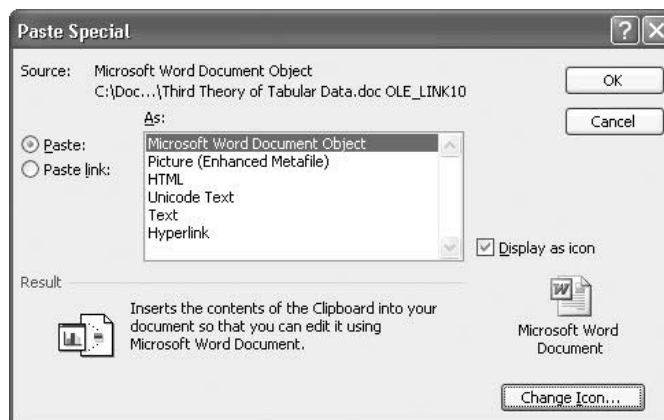 Paste Special
Source: Microsoft Word Document Object
C:\Doc...\Third Theory of Tabular Data.doc OLE_LINK10
OK
Cancel
As:
Paste:
Paste link:
Microsoft Word Document Object
Picture (Enhanced Metafile)
HTML
Unicode Text
Text
Hyperlink
Display as icon
Result
Inserts the contents of the Clipboard into your
document so that you can edit it using
Microsoft Word Document.
Microsoft Word
Document
Change Icon...